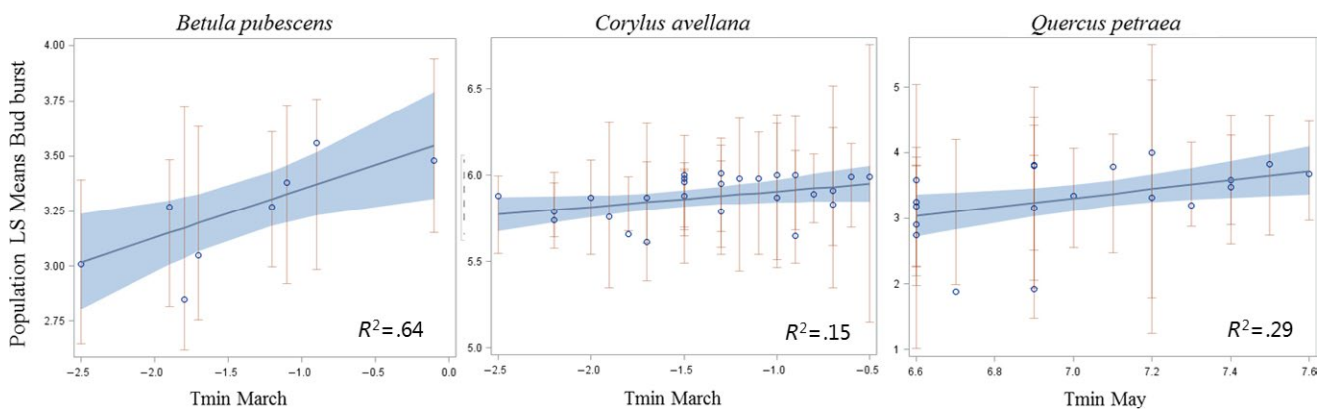 Betula pubescens
Corylus avellana
Quercus petraea
Population LS Means Bud burst
4.00
3.75
3.50
3.25
3.00
2.75
R²=.64
−2.5 −2.0 −1.5 −1.0 −0.5 0.0
Tmin March
6.5
6.0
5.5
5.0
R²=.15
−2.5 −2.0 −1.5 −1.0 −0.5
Tmin March
5
4
3
2
1
R²=.29
6.6 6.8 7.0 7.2 7.4 7.6
Tmin May